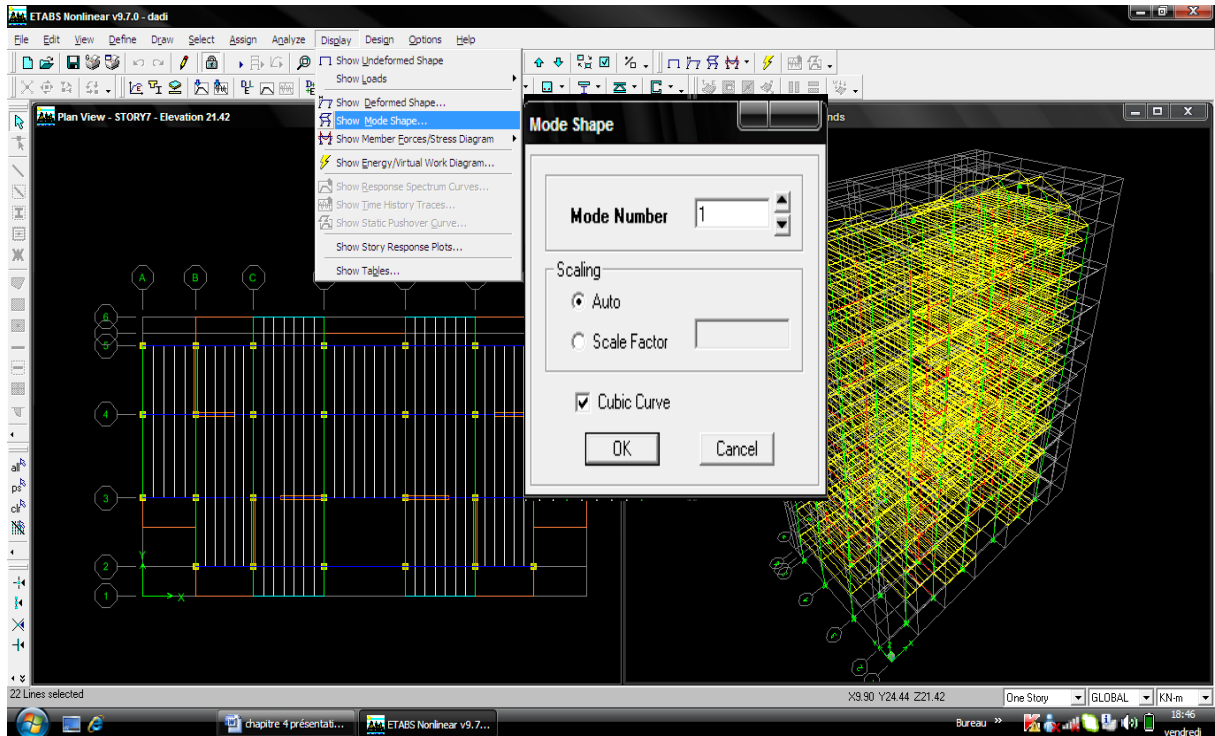 ETABS Nonlinear v9.7.0 - dadi
File Edit View Define Draw Select Assign Analyze Display Design Options Help
Show Undeformed Shape
Show Loads
Show Deformed Shape...
Show Mode Shape...
Show Member Forces/Stress Diagram
Show Energy/Virtual Work Diagram...
Show Response Spectrum Curves...
Show Time History Traces...
Show Static Pushover Curve...
Show Story Response Plots...
Show Tables...
Plan View - STORY7 - Elevation 21.42
nds
Mode Shape
Mode Number 1
Scaling
Auto
Scale Factor
Cubic Curve
OK Cancel
A B C
6
5
4
3
2
1
Y
X
all
ps
clr
22 Lines selected
X9.90 Y24.44 Z21.42
One Story
GLOBAL
KN-m
chapitre 4 présentati...
ETABS Nonlinear v9.7...
Bureau »
18:46
vendredi